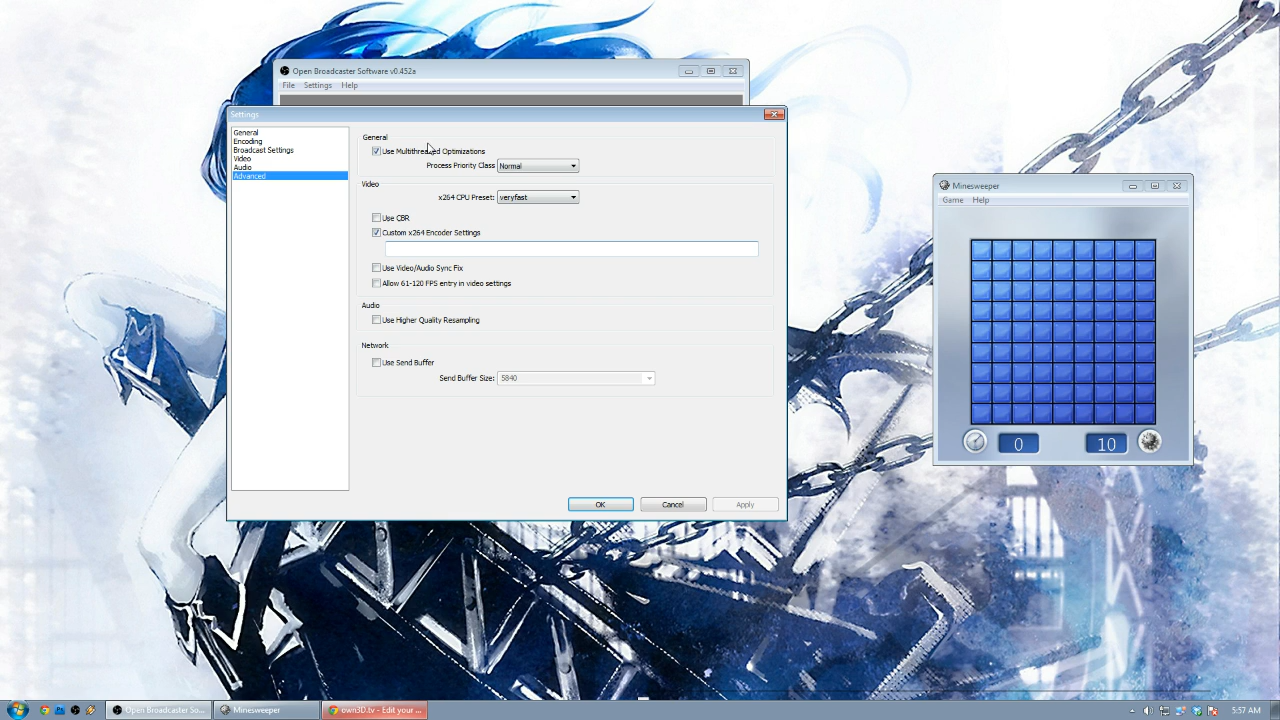 Open Broadcaster Software v0.452a
File Settings Help
Settings
General
Encoding
Broadcast Settings
Video
Audio
Advanced
General
Use Multithreaded Optimizations
Process Priority Class Normal
Video
x264 CPU Preset: veryfast
Use CBR
Custom x264 Encoder Settings
Use Video/Audio Sync Fix
Allow 61-120 FPS entry in video settings
Audio
Use Higher Quality Resampling
Network
Use Send Buffer
Send Buffer Size: 5840
OK Cancel Apply
Minesweeper
Game Help
0 10
Open Broadcaster So...
Minesweeper
own3D.tv - Edit your ...
5:57 AM